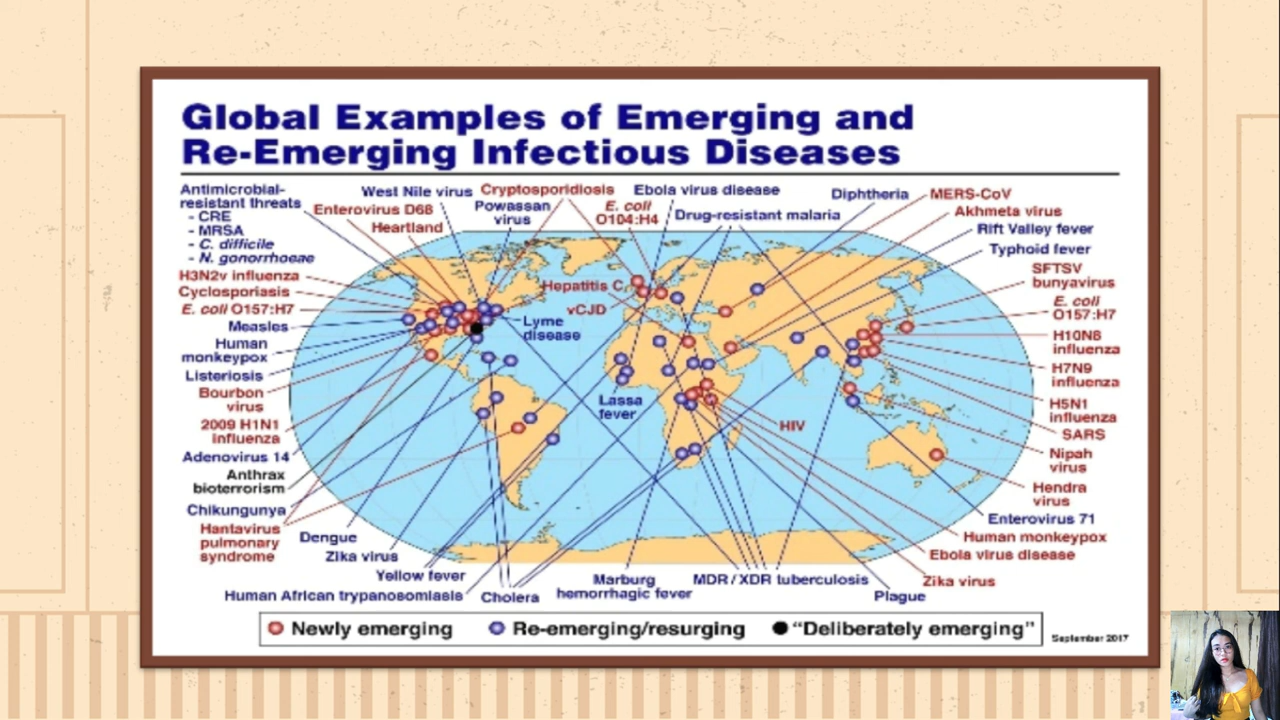 Global Examples of Emerging and
Re-Emerging Infectious Diseases
Antimicrobial-
resistant threats
- CRE
- MRSA
- C. difficile
- N. gonorrhoeae
West Nile virus
Cryptosporidiosis
Ebola virus disease
Enterovirus D68
Powassan
virus
E. coli
O104:H4
Drug-resistant malaria
Diphtheria
MERS-CoV
Heartland
Akhmeta virus
Rift Valley fever
Typhoid fever
H3N2v influenza
Cyclosporiasis
E. coli O157:H7
Measles
Human
monkeypox
Listeriosis
Bourbon
virus
2009 H1N1
influenza
Adenovirus 14
Anthrax
bioterrorism
Chikungunya
Hantavirus
pulmonary
syndrome
Hepatitis C
vCJD
Lyme
disease
Lassa
fever
HIV
SFTSV
bunyavirus
E. coli
O157:H7
H10N8
influenza
H7N9
influenza
H5N1
influenza
SARS
Nipah
virus
Hendra
virus
Enterovirus 71
Human monkeypox
Ebola virus disease
Zika virus
Dengue
Zika virus
Yellow fever
Human African trypanosomiasis
Cholera
Marburg
hemorrhagic fever
MDR/XDR tuberculosis
Plague
Newly emerging
Re-emerging/resurging
“Deliberately emerging”
September 2017